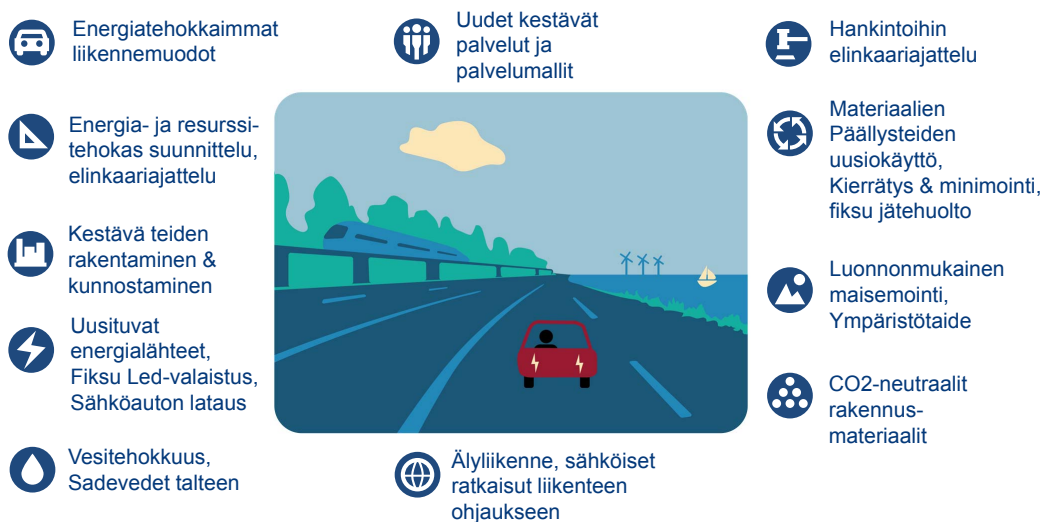 Energiatehokkaimmat
liikennemuodot
Uudet kestävät
palvelut ja
palvelumallit
Hankintoihin
elinkaariajattelu
Energia- ja resurssi-
tehokas suunnittelu,
elinkaariajattelu
Materiaalien
Päällysteiden
uusiokäyttö,
Kierrätys & minimointi,
fiksu jätehuolto
Kestävä teiden
rakentaminen &
kunnostaminen
Luonnonmukainen
maisemointi,
Ympäristötaide
Uusituvat
energialähteet,
Fiksu Led-valaistus,
Sähköauton lataus
CO2-neutraalit
rakennus-
materiaalit
Vesitehokkuus,
Sadevedet talteen
Älyliikenne, sähköiset
ratkaisut liikenteen
ohjaukseen